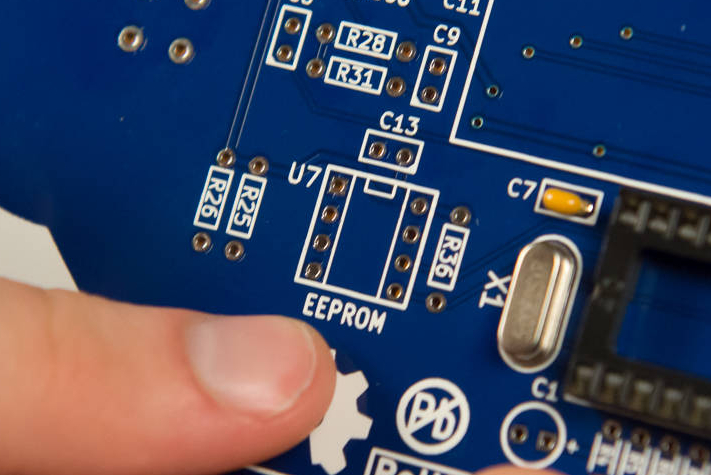 C11
R28
C9
R31
C13
U7
R26
R25
C7
R36
X1
EEPROM
Pb
C1
+